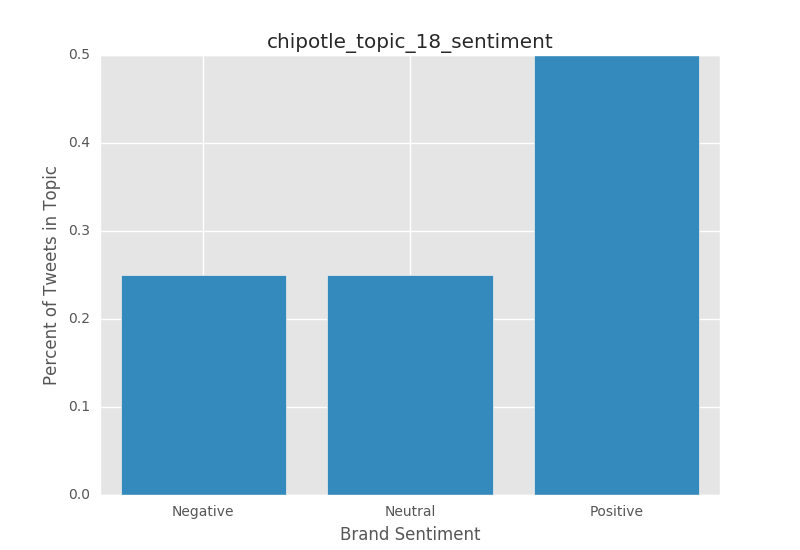 chipotle_topic_18_sentiment
0.5
0.4
0.3
0.2
0.1
0.0
Percent of Tweets in Topic
Negative Neutral Positive
Brand Sentiment